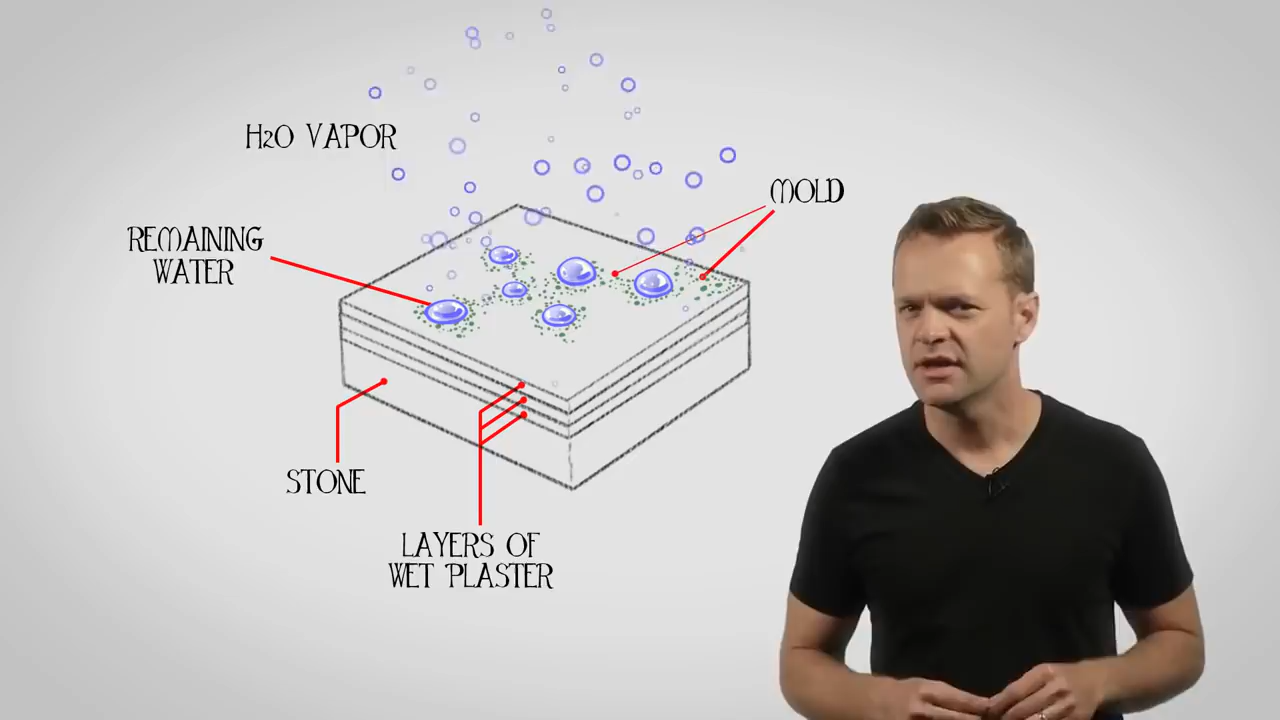 H2O VAPOR
MOLD
REMAINING
WATER
STONE
LAYERS OF
WET PLASTER